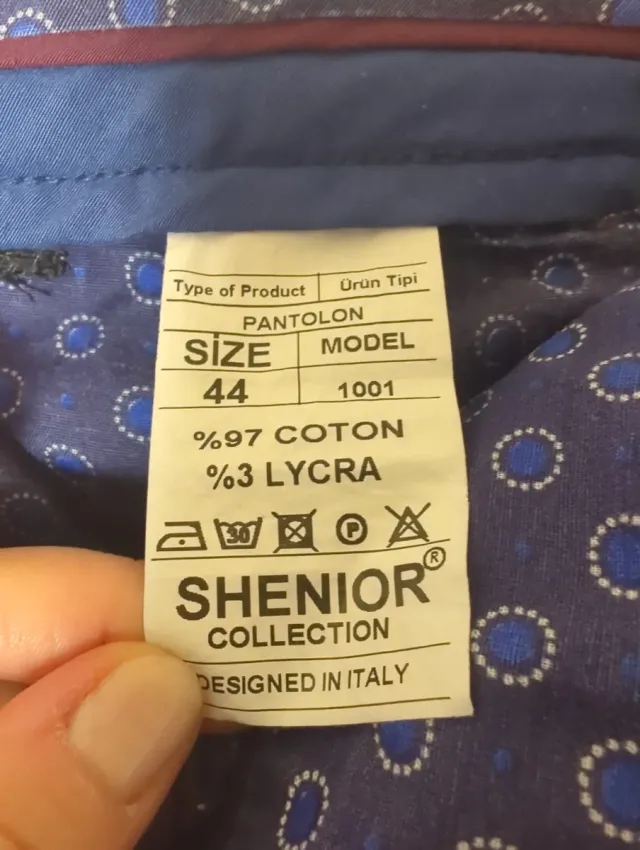 Type of Product Ürün Tipi
PANTOLON
SİZE MODEL
44 1001
%97 COTON
%3 LYCRA
30 P
SHENIOR®
COLLECTION
DESIGNED IN ITALY